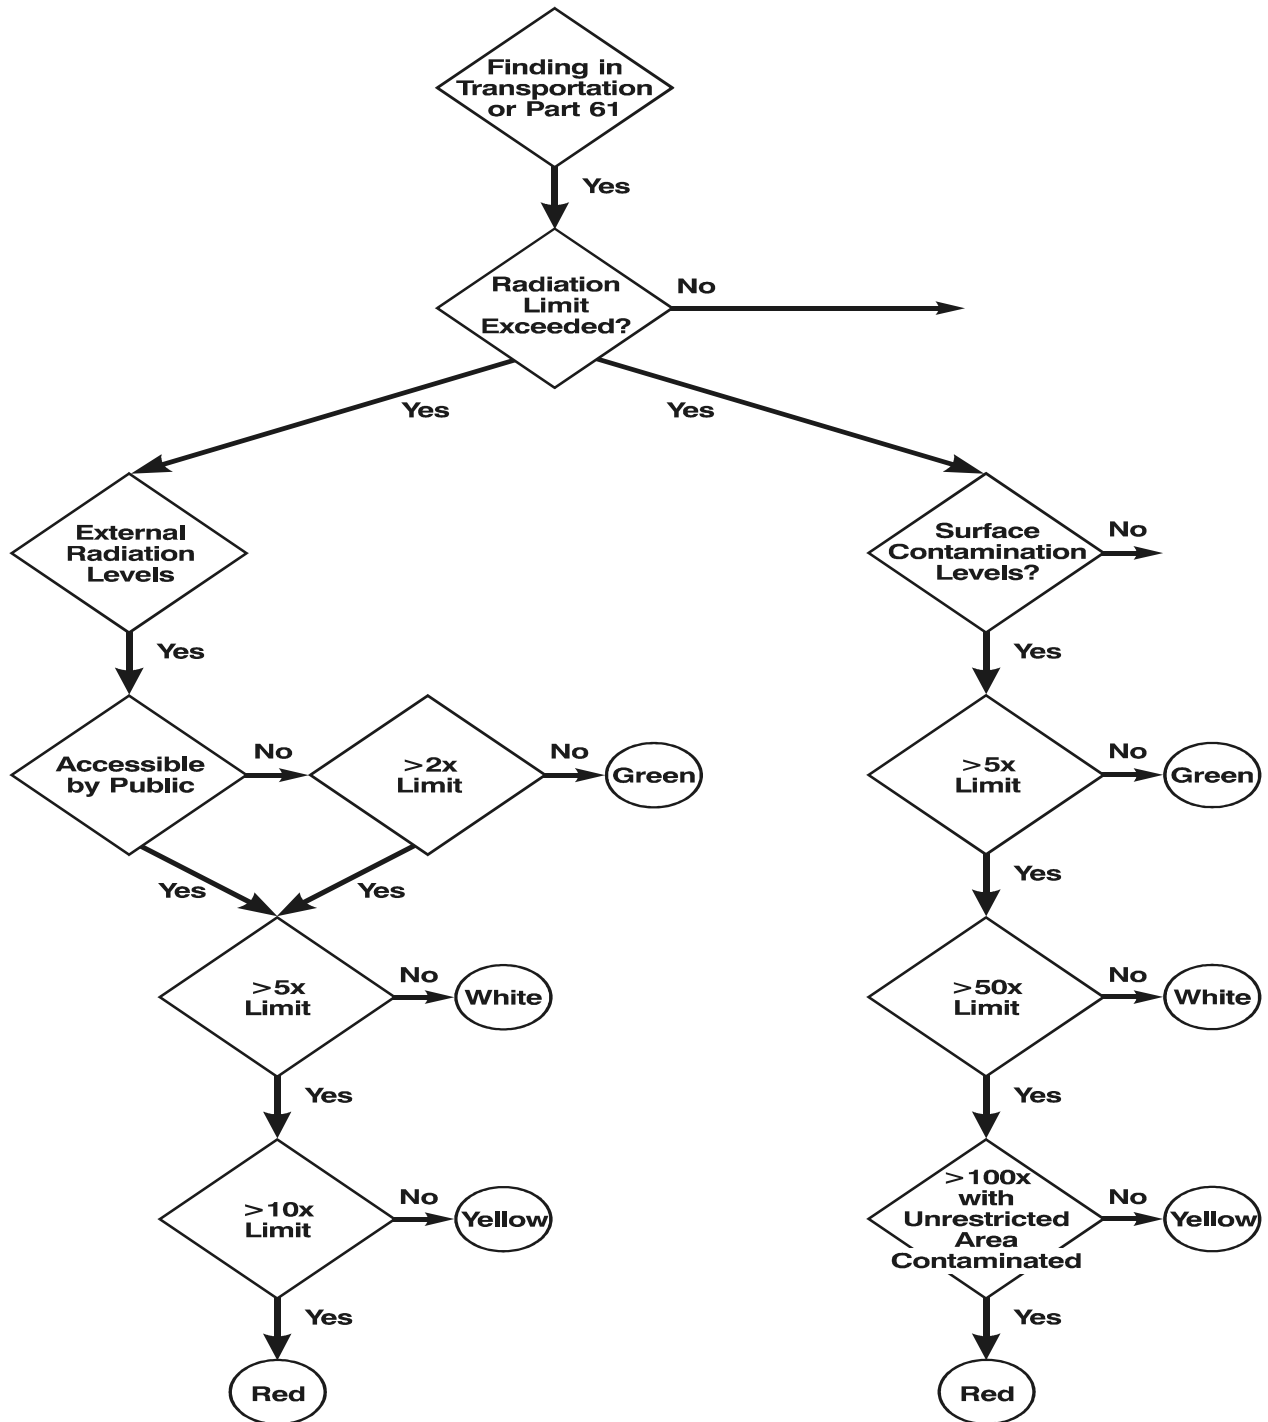 Finding in
Transportation
or Part 61
Yes
Radiation
Limit
Exceeded?
No
Yes
Yes
External
Radiation
Levels
Surface
Contamination
Levels?
No
Yes
Yes
Accessible
by Public
No
>2x
Limit
No
Green
>5x
Limit
No
Green
Yes
Yes
Yes
>5x
Limit
No
White
>50x
Limit
No
White
Yes
Yes
>10x
Limit
No
Yellow
>100x
with
Unrestricted
Area
Contaminated
No
Yellow
Yes
Yes
Red
Red